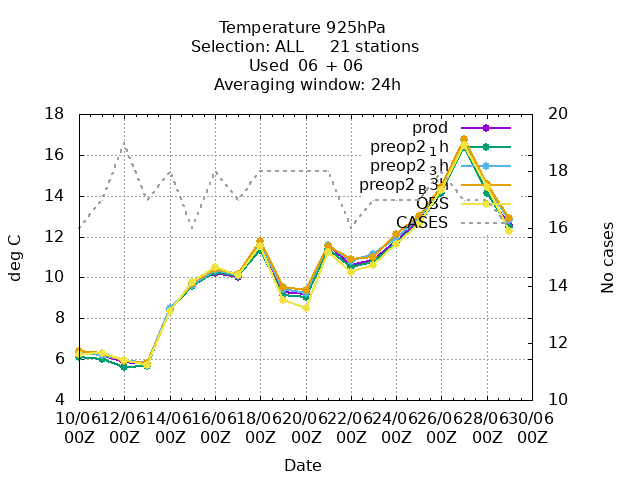 Temperature 925hPa
Selection: ALL 21 stations
Used 06 + 06
Averaging window: 24h
18 20
prod
preop2_1h
16 18
preop2_3h
preop2_B3h
14 16
OBS
CASES
12
10 14
8
6 12
4 10
deg C
No cases
10/06 12/06 14/06 16/06 18/06 20/06 22/06 24/06 26/06 28/06 30/06
00Z 00Z 00Z 00Z 00Z 00Z 00Z 00Z 00Z 00Z 00Z
Date